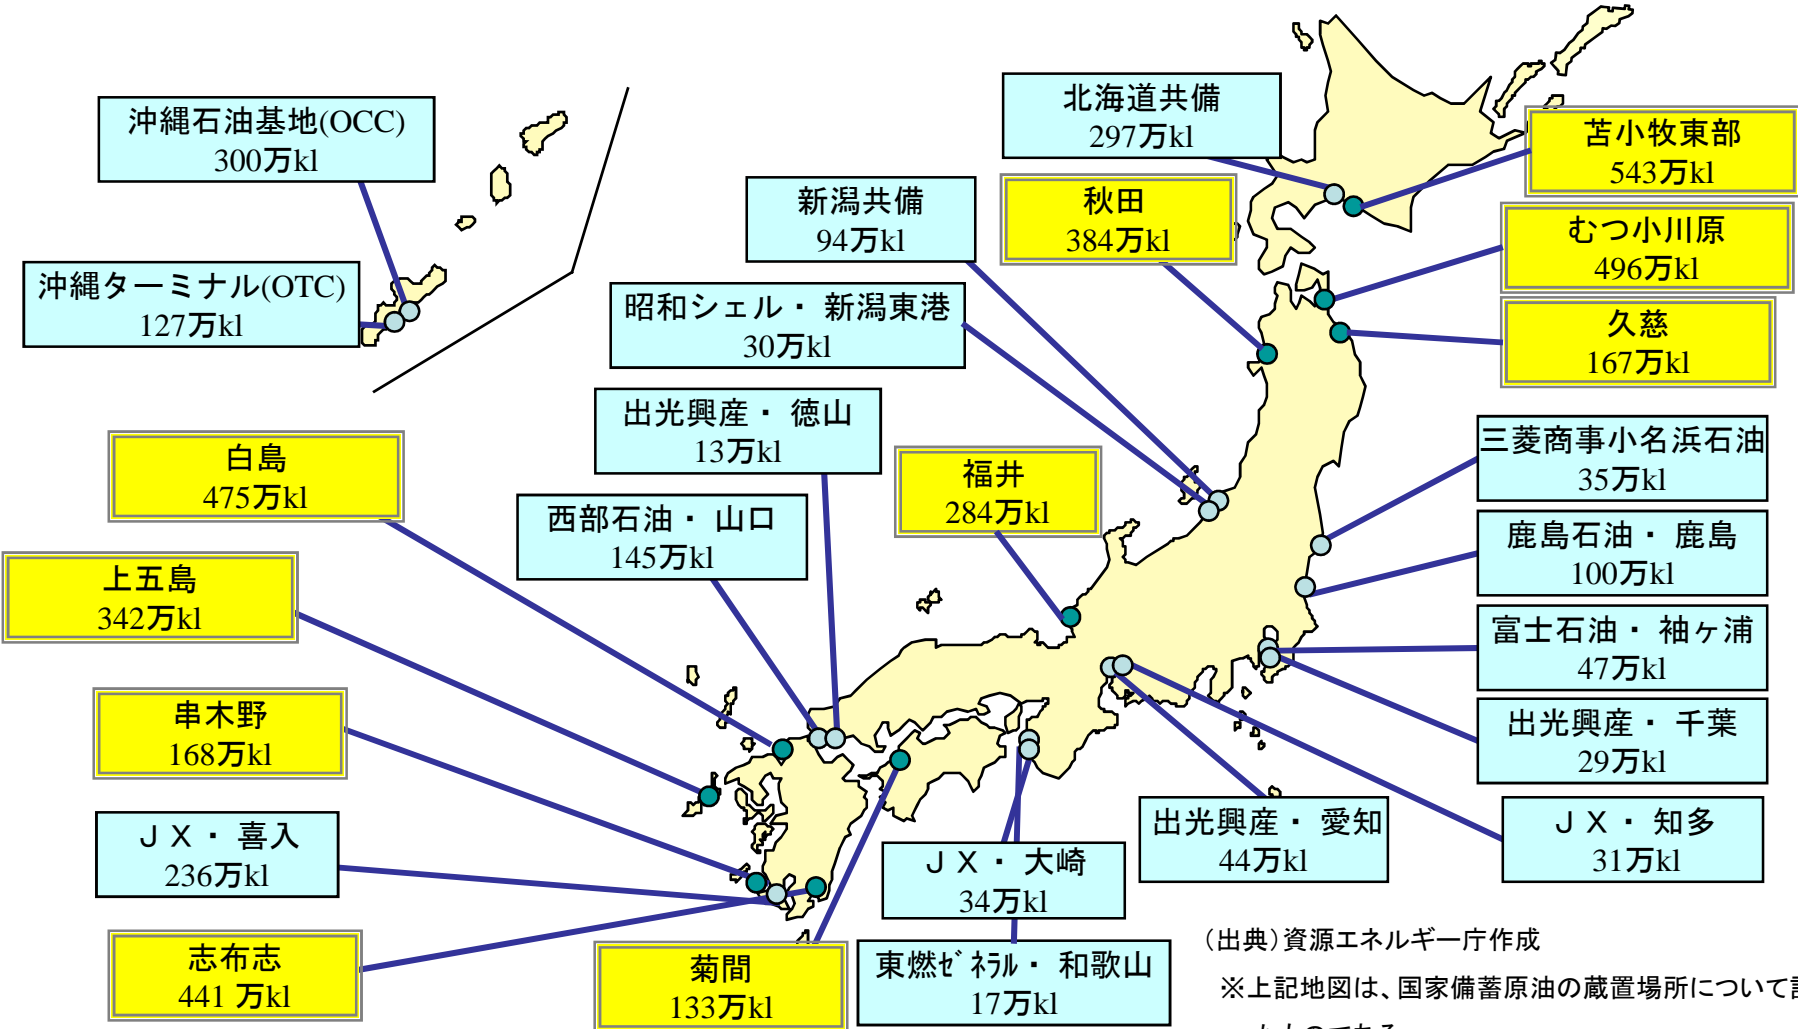 沖縄石油基地(OCC)
300万kl
沖縄ターミナル(OTC)
127万kl
北海道共備
297万kl
苫小牧東部
543万kl
新潟共備
94万kl
秋田
384万kl
むつ小川原
496万kl
昭和シェル・ 新潟東港
30万kl
久慈
167万kl
出光興産・ 徳山
13万kl
白島
475万kl
福井
284万kl
三菱商事小名浜石油
35万kl
西部石油・ 山口
145万kl
鹿島石油・ 鹿島
100万kl
上五島
342万kl
富士石油・ 袖ヶ浦
47万kl
串木野
168万kl
出光興産・ 千葉
29万kl
ＪＸ・ 喜入
236万kl
出光興産・ 愛知
44万kl
ＪＸ・ 知多
31万kl
ＪＸ・ 大崎
34万kl
志布志
441 万kl
菊間
133万kl
東燃ｾﾞﾈﾗﾙ・ 和歌山
17万kl
（出典）資源エネルギー庁作成
※上記地図は、国家備蓄原油の蔵置場所について
ものである